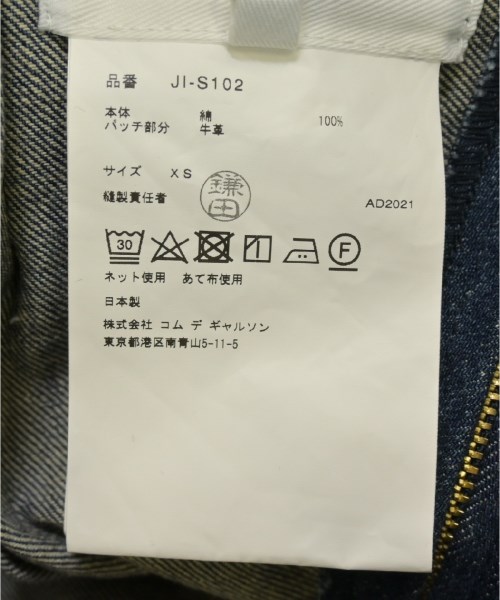 品番 JI-S102
本体 綿 100%
パッチ部分 牛革
サイズ XS
縫製責任者 鎌田
AD2021
30 F
ネット使用 あて布使用
日本製
株式会社 コム デ ギャルソン
東京都港区南青山5-11-5